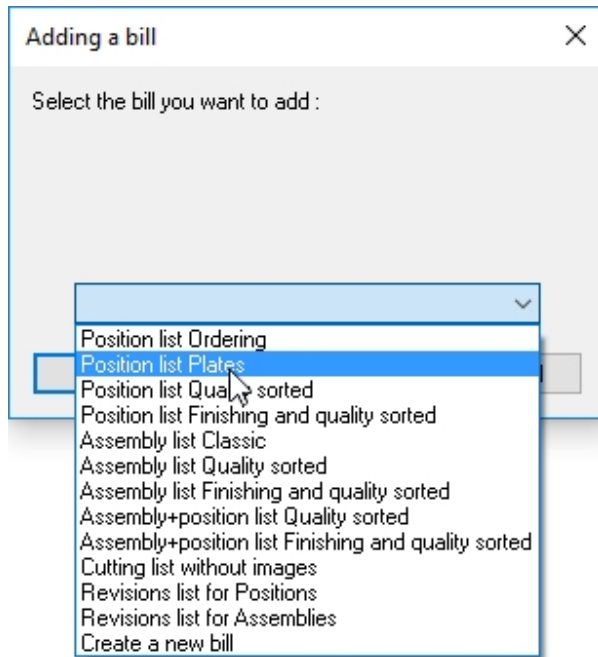 Adding a bill
Select the bill you want to add :
Position list Ordering
Position list Plates
Position list Quality sorted
Position list Finishing and quality sorted
Assembly list Classic
Assembly list Quality sorted
Assembly list Finishing and quality sorted
Assembly+position list Quality sorted
Assembly+position list Finishing and quality sorted
Cutting list without images
Revisions list for Positions
Revisions list for Assemblies
Create a new bill